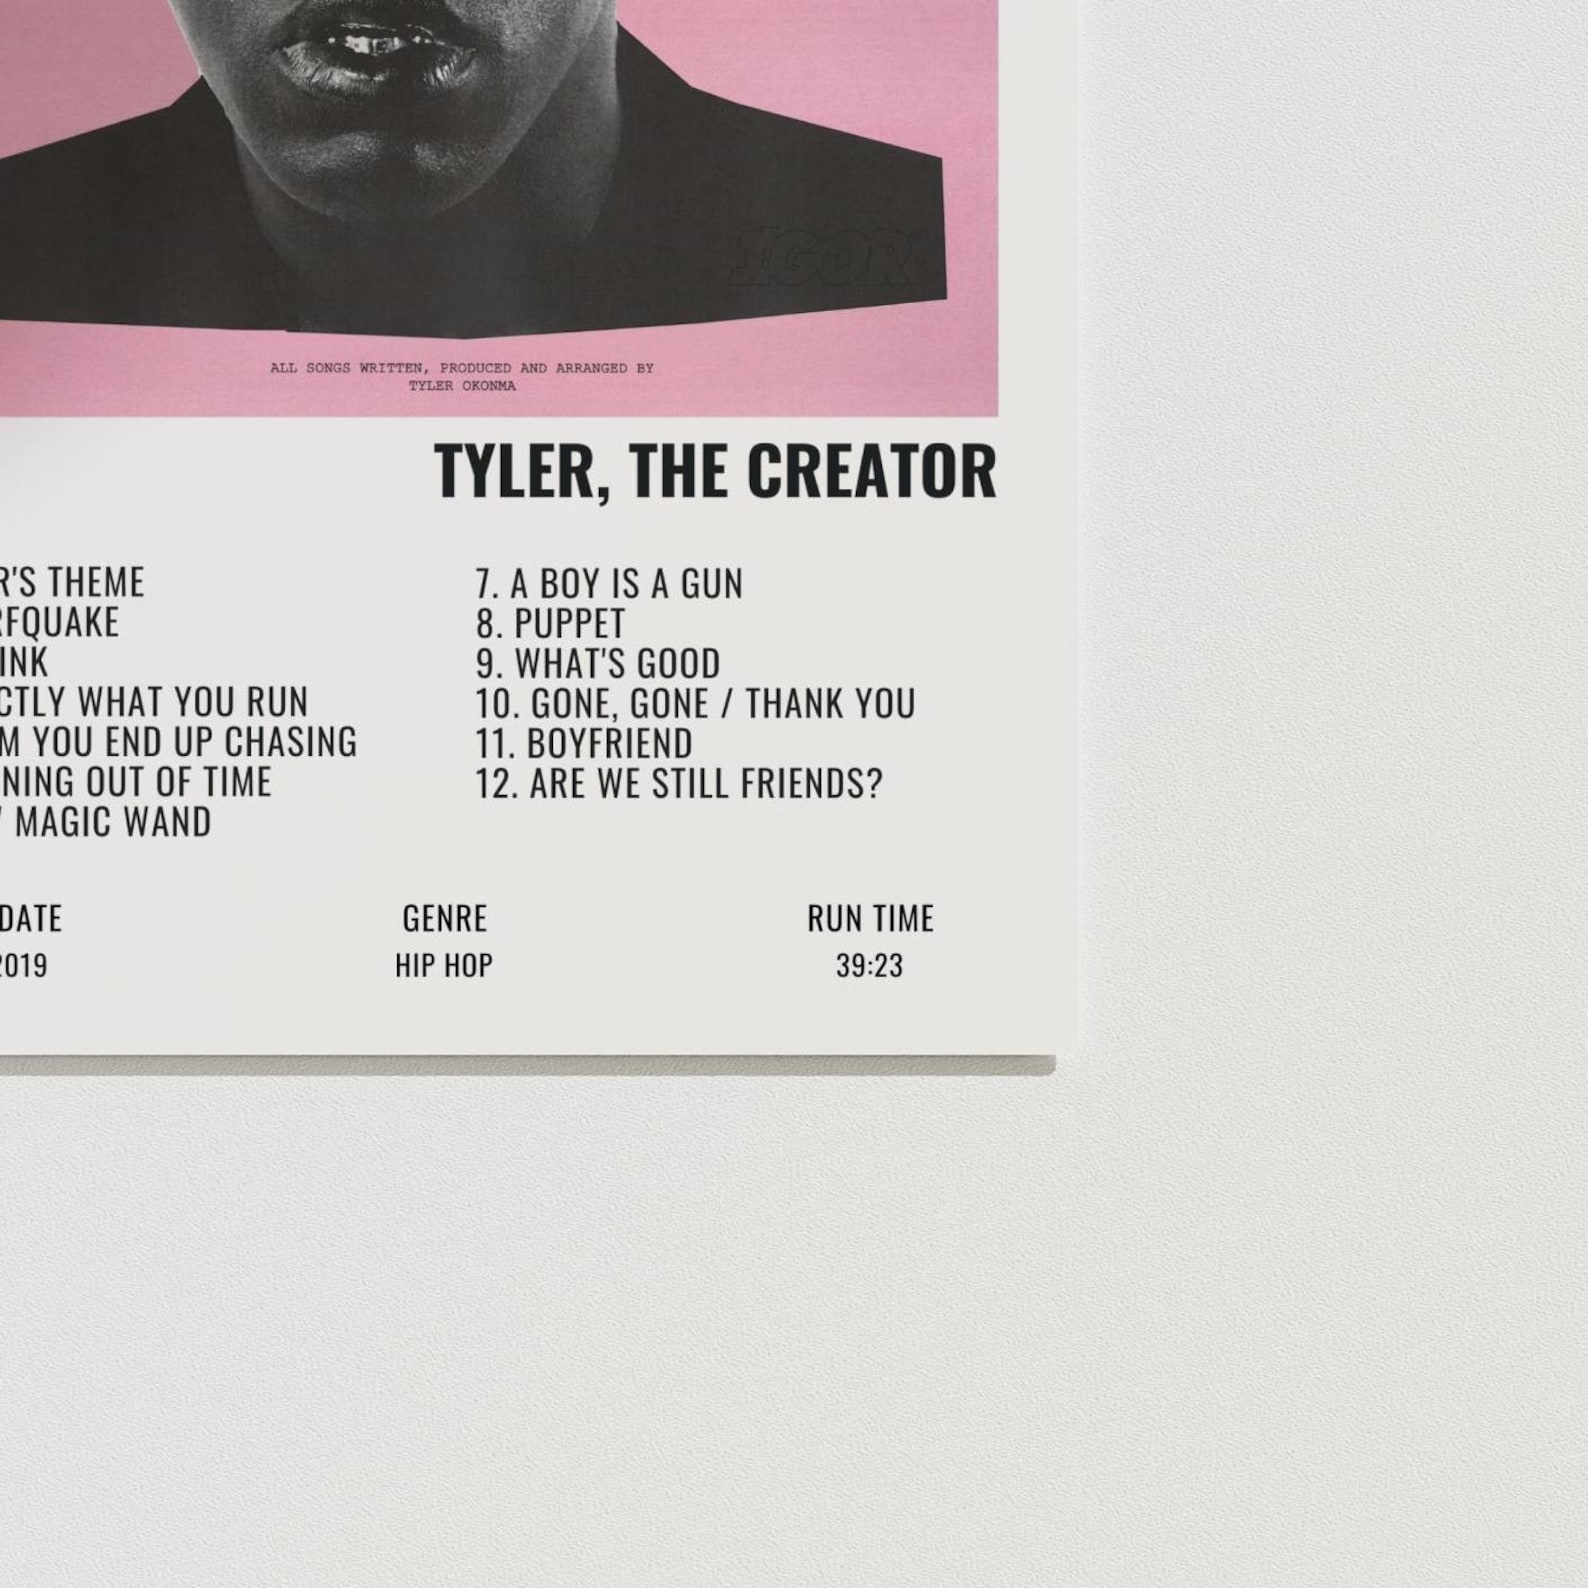 IGOR
ALL SONGS WRITTEN, PRODUCED AND ARRANGED BY
TYLER OKONMA
TYLER, THE CREATOR
R'S THEME
RFQUAKE
INK
CTLY WHAT YOU RUN
M YOU END UP CHASING
NING OUT OF TIME
MAGIC WAND
7. A BOY IS A GUN
8. PUPPET
9. WHAT'S GOOD
10. GONE, GONE / THANK YOU
11. BOYFRIEND
12. ARE WE STILL FRIENDS?
DATE
2019
GENRE
HIP HOP
RUN TIME
39:23